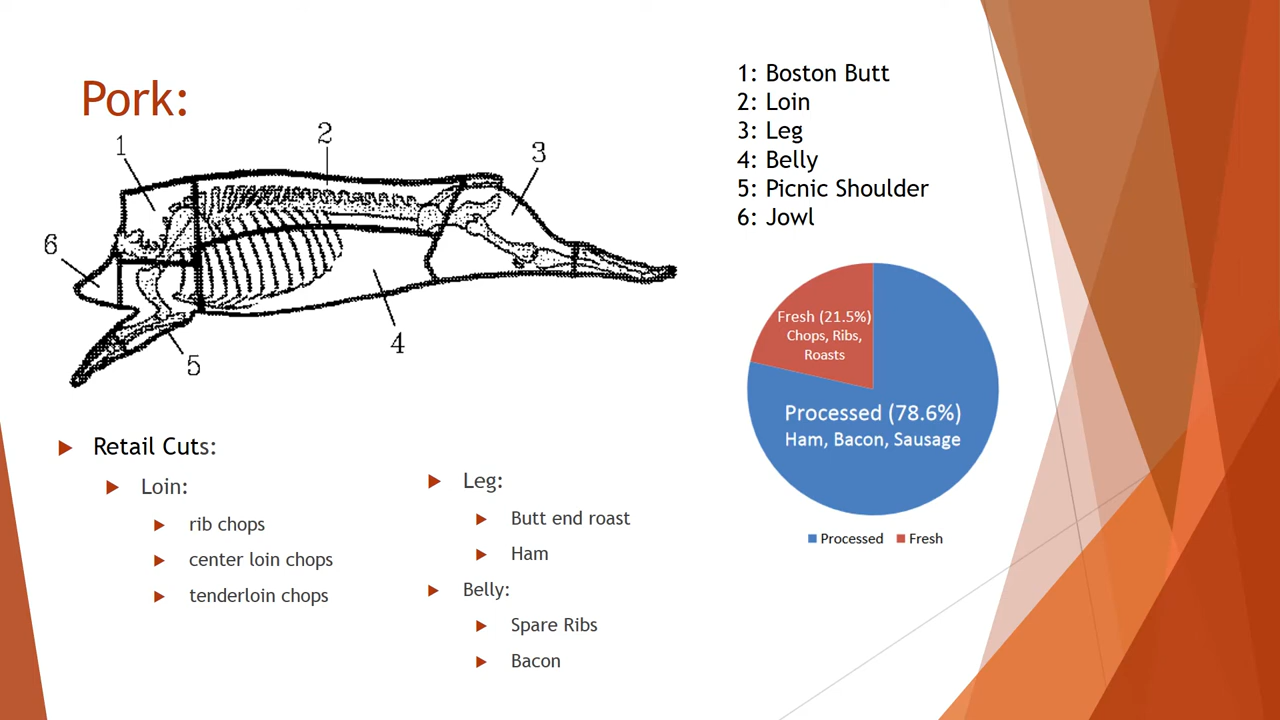 Pork:
1
2
3
6
4
5
1: Boston Butt
2: Loin
3: Leg
4: Belly
5: Picnic Shoulder
6: Jowl
Fresh (21.5%)
Chops, Ribs,
Roasts
Processed (78.6%)
Ham, Bacon, Sausage
Processed Fresh
Retail Cuts:
Loin:
rib chops
center loin chops
tenderloin chops
Leg:
Butt end roast
Ham
Belly:
Spare Ribs
Bacon